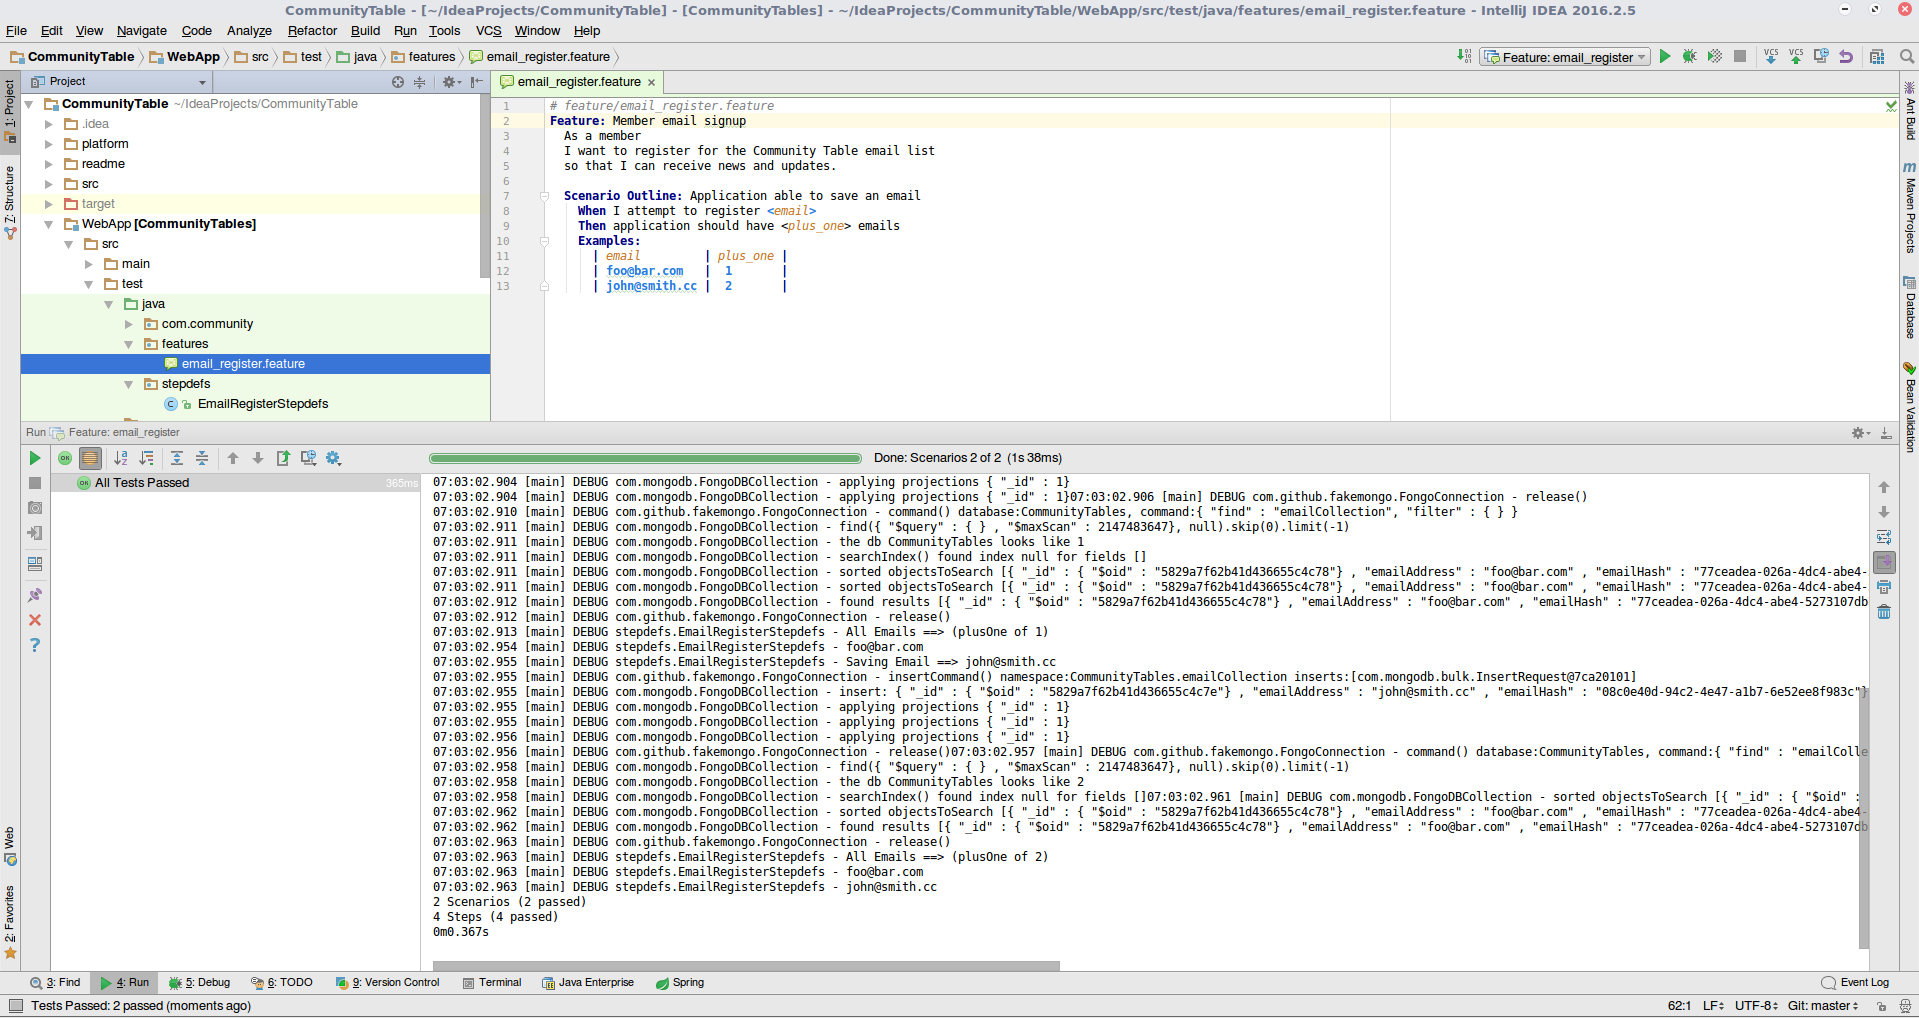 CommunityTable - [~/IdeaProjects/CommunityTable] - [CommunityTables] - ~/IdeaProjects/CommunityTable/WebApp/src/test/java/features/email_register.feature - IntelliJ IDEA 2016.2.5
File Edit View Navigate Code Analyze Refactor Build Run Tools VCS Window Help
CommunityTable WebApp src test java features email_register.feature
Feature: email_register
VCS VCS
1: Project
7: Structure
Web
2: Favorites
Project
CommunityTable ~/IdeaProjects/CommunityTable
.idea
platform
readme
src
target
WebApp [CommunityTables]
src
main
test
java
com.community
features
email_register.feature
stepdefs
EmailRegisterStepdefs
email_register.feature
1 # feature/email_register.feature
2 Feature: Member email signup
3 As a member
4 I want to register for the Community Table email list
5 so that I can receive news and updates.
6
7 Scenario Outline: Application able to save an email
8 When I attempt to register <email>
9 Then application should have <plus_one> emails
10 Examples:
11 | email | plus_one |
12 | foo@bar.com | 1 |
13 | john@smith.cc | 2 |
Ant Build
Maven Projects
Database
Bean Validation
Run Feature: email_register
Done: Scenarios 2 of 2 (1s 38ms)
OK All Tests Passed 365ms
07:03:02.904 [main] DEBUG com.mongodb.FongoDBCollection - applying projections { "_id" : 1}
07:03:02.904 [main] DEBUG com.mongodb.FongoDBCollection - applying projections { "_id" : 1}07:03:02.906 [main] DEBUG com.github.fakemongo.FongoConnection - release()
07:03:02.910 [main] DEBUG com.github.fakemongo.FongoConnection - command() database:CommunityTables, command:{ "find" : "emailCollection", "filter" : { } }
07:03:02.911 [main] DEBUG com.mongodb.FongoDBCollection - find({ "$query" : { } , "$maxScan" : 2147483647}, null).skip(0).limit(-1)
07:03:02.911 [main] DEBUG com.mongodb.FongoDBCollection - the db CommunityTables looks like 1
07:03:02.911 [main] DEBUG com.mongodb.FongoDBCollection - searchIndex() found index null for fields []
07:03:02.911 [main] DEBUG com.mongodb.FongoDBCollection - sorted objectsToSearch [{ "_id" : { "$oid" : "5829a7f62b41d436655c4c78"} , "emailAddress" : "foo@bar.com" , "emailHash" : "77ceadea-026a-4dc4-abe4-
07:03:02.911 [main] DEBUG com.mongodb.FongoDBCollection - sorted objectsToSearch [{ "_id" : { "$oid" : "5829a7f62b41d436655c4c78"} , "emailAddress" : "foo@bar.com" , "emailHash" : "77ceadea-026a-4dc4-abe4-
07:03:02.912 [main] DEBUG com.mongodb.FongoDBCollection - found results [{ "_id" : { "$oid" : "5829a7f62b41d436655c4c78"} , "emailAddress" : "foo@bar.com" , "emailHash" : "77ceadea-026a-4dc4-abe4-5273107db
07:03:02.912 [main] DEBUG com.github.fakemongo.FongoConnection - release()
07:03:02.913 [main] DEBUG stepdefs.EmailRegisterStepdefs - All Emails ==> (plusOne of 1)
07:03:02.954 [main] DEBUG stepdefs.EmailRegisterStepdefs - foo@bar.com
07:03:02.955 [main] DEBUG stepdefs.EmailRegisterStepdefs - Saving Email ==> john@smith.cc
07:03:02.955 [main] DEBUG com.github.fakemongo.FongoConnection - insertCommand() namespace:CommunityTables.emailCollection inserts:[com.mongodb.bulk.InsertRequest@7ca20101]
07:03:02.955 [main] DEBUG com.mongodb.FongoDBCollection - insert: { "_id" : { "$oid" : "5829a7f62b41d436655c4c7e"} , "emailAddress" : "john@smith.cc" , "emailHash" : "08c0e40d-94c2-4e47-a1b7-6e52ee8f983c"}
07:03:02.955 [main] DEBUG com.mongodb.FongoDBCollection - applying projections { "_id" : 1}
07:03:02.955 [main] DEBUG com.mongodb.FongoDBCollection - applying projections { "_id" : 1}
07:03:02.956 [main] DEBUG com.mongodb.FongoDBCollection - applying projections { "_id" : 1}
07:03:02.956 [main] DEBUG com.github.fakemongo.FongoConnection - release()07:03:02.957 [main] DEBUG com.github.fakemongo.FongoConnection - command() database:CommunityTables, command:{ "find" : "emailColle
07:03:02.958 [main] DEBUG com.mongodb.FongoDBCollection - find({ "$query" : { } , "$maxScan" : 2147483647}, null).skip(0).limit(-1)
07:03:02.958 [main] DEBUG com.mongodb.FongoDBCollection - the db CommunityTables looks like 2
07:03:02.958 [main] DEBUG com.mongodb.FongoDBCollection - searchIndex() found index null for fields []07:03:02.961 [main] DEBUG com.mongodb.FongoDBCollection - sorted objectsToSearch [{ "_id" : { "$oid" :
07:03:02.962 [main] DEBUG com.mongodb.FongoDBCollection - sorted objectsToSearch [{ "_id" : { "$oid" : "5829a7f62b41d436655c4c78"} , "emailAddress" : "foo@bar.com" , "emailHash" : "77ceadea-026a-4dc4-abe4-
07:03:02.962 [main] DEBUG com.mongodb.FongoDBCollection - found results [{ "_id" : { "$oid" : "5829a7f62b41d436655c4c78"} , "emailAddress" : "foo@bar.com" , "emailHash" : "77ceadea-026a-4dc4-abe4-5273107db
07:03:02.963 [main] DEBUG com.github.fakemongo.FongoConnection - release()
07:03:02.963 [main] DEBUG stepdefs.EmailRegisterStepdefs - All Emails ==> (plusOne of 2)
07:03:02.963 [main] DEBUG stepdefs.EmailRegisterStepdefs - foo@bar.com
07:03:02.963 [main] DEBUG stepdefs.EmailRegisterStepdefs - john@smith.cc
2 Scenarios (2 passed)
4 Steps (4 passed)
0m0.367s
3: Find 4: Run 5: Debug 6: TODO 9: Version Control Terminal Java Enterprise Spring Event Log
Tests Passed: 2 passed (moments ago) 62:1 LF UTF-8 Git: master